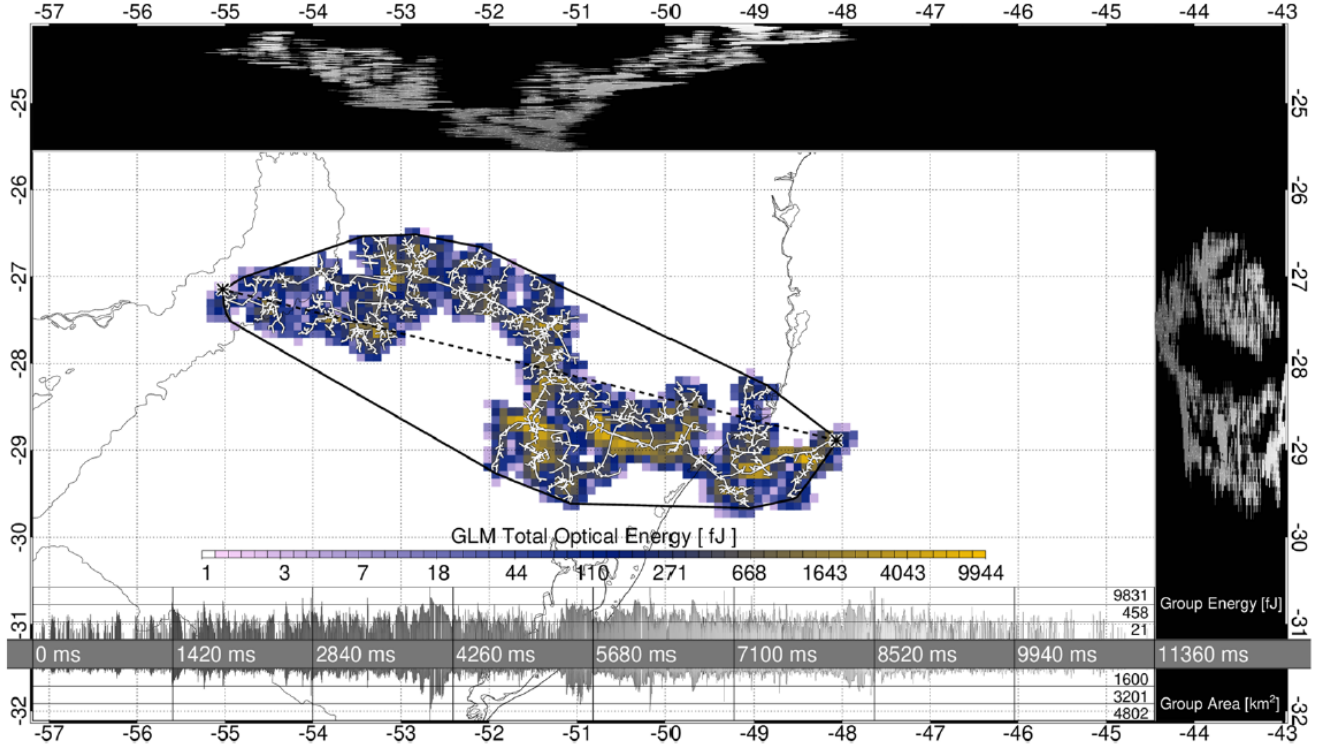 -57 -56 -55 -54 -53 -52 -51 -50 -49 -48 -47 -46 -45 -44 -43
-25 -25
-26 -26
-27 -27
-28 -28
-29 -29
-30 -30
GLM Total Optical Energy [ fJ ]
1 3 7 18 44 110 271 668 1643 4043 9944
9831
458
21
Group Energy [fJ]
-31 -31
0 ms 1420 ms 2840 ms 4260 ms 5680 ms 7100 ms 8520 ms 9940 ms 11360 ms
1600
3201
4802
Group Area [km²]
-32 -32
-57 -56 -55 -54 -53 -52 -51 -50 -49 -48 -47 -46 -45 -44 -43